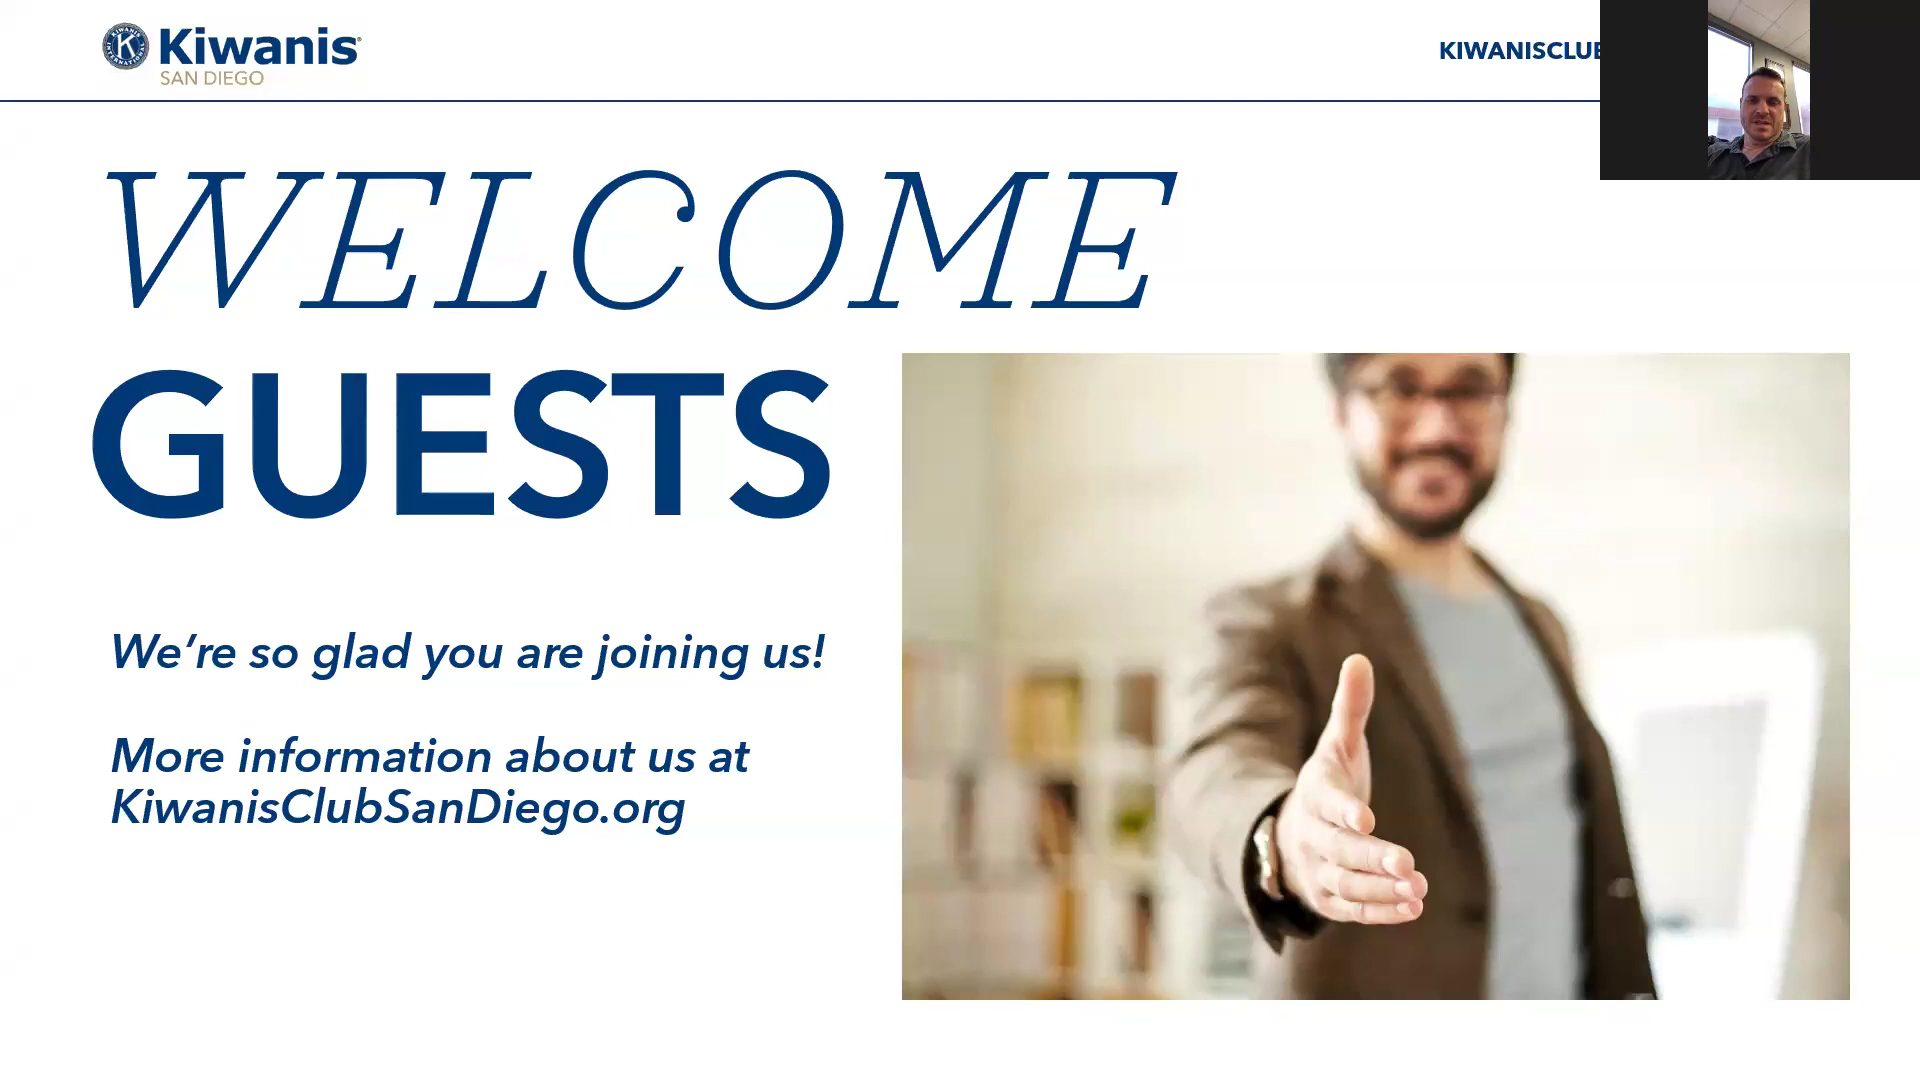 Kiwanis
SAN DIEGO
KIWANISCLUB
WELCOME
GUESTS
We’re so glad you are joining us!
More information about us at
KiwanisClubSanDiego.org